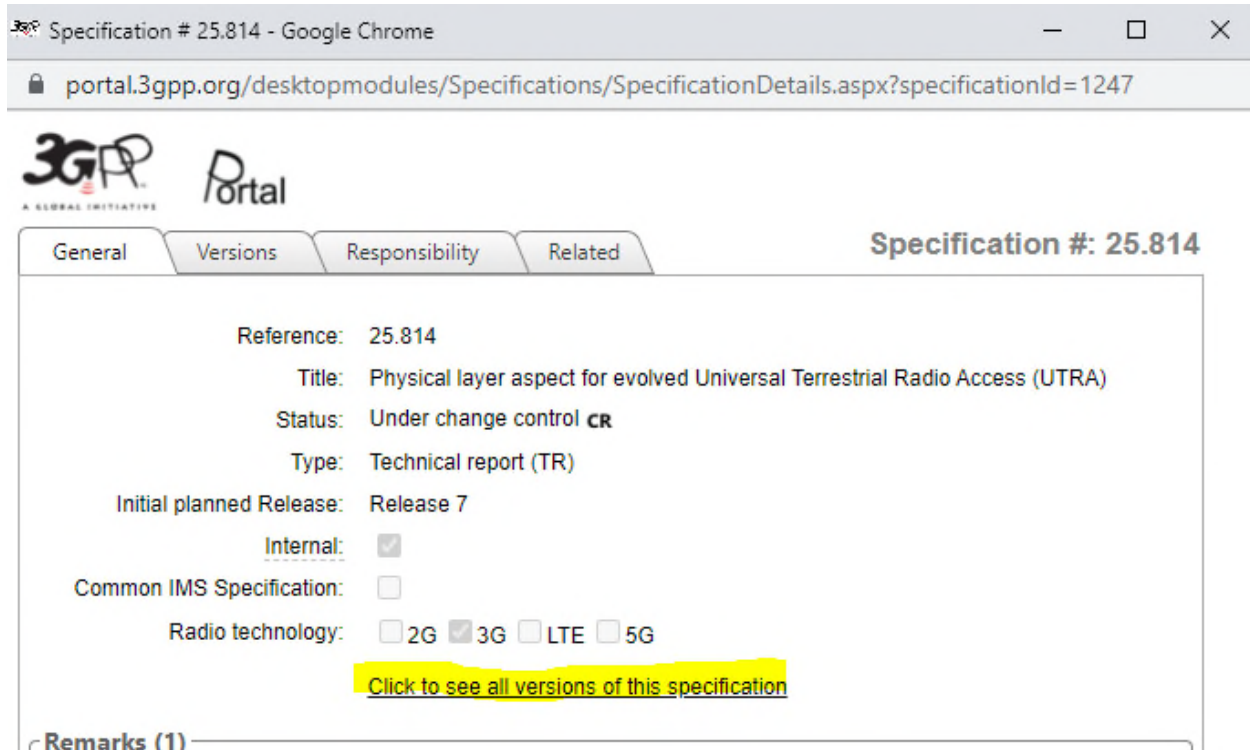 3GPP Specification # 25.814 - Google Chrome
portal.3gpp.org/desktopmodules/Specifications/SpecificationDetails.aspx?specificationId=1247
3GPP
A GLOBAL INITIATIVE
Portal
General Versions Responsibility Related
Specification #: 25.814
Reference: 25.814
Title: Physical layer aspect for evolved Universal Terrestrial Radio Access (UTRA)
Status: Under change control CR
Type: Technical report (TR)
Initial planned Release: Release 7
Internal:
Common IMS Specification:
Radio technology: 2G 3G LTE 5G
Click to see all versions of this specification
Remarks (1)